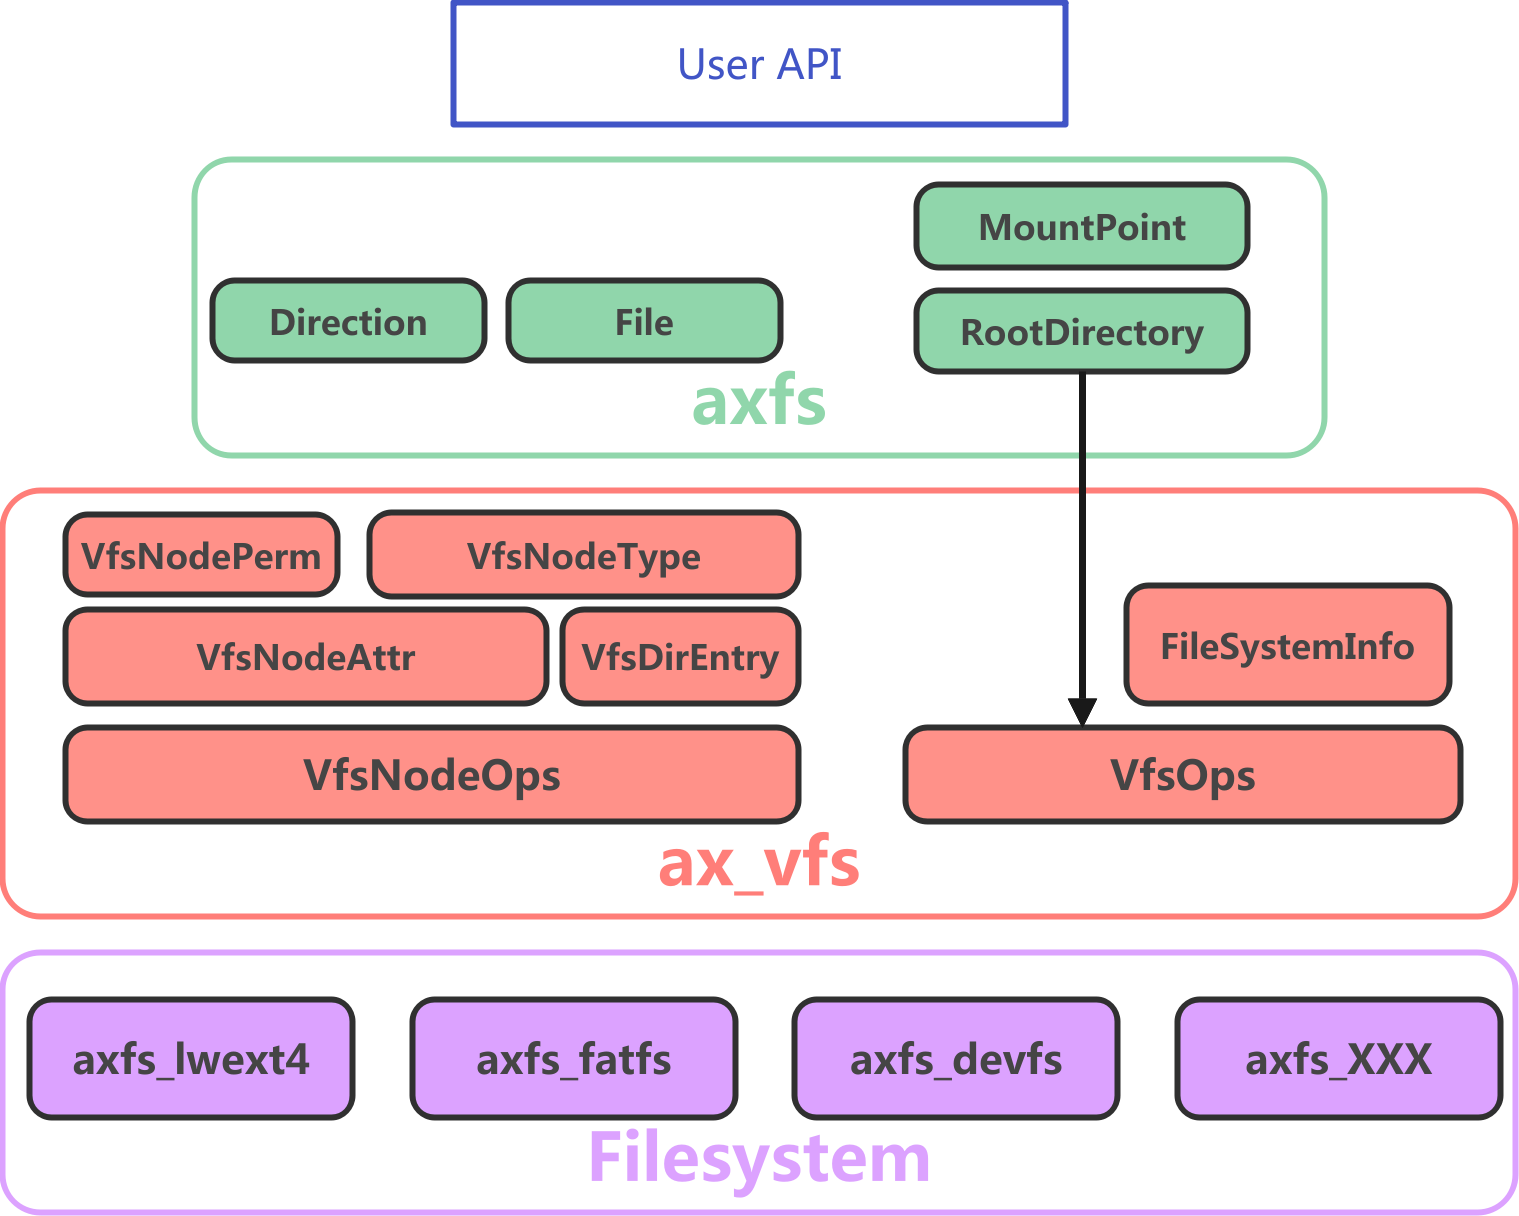 User API
MountPoint
Direction
File
RootDirectory
axfs
VfsNodePerm
VfsNodeType
VfsNodeAttr
VfsDirEntry
FileSystemInfo
VfsNodeOps
VfsOps
ax_vfs
axfs_lwext4
axfs_fatfs
axfs_devfs
axfs_XXX
Filesystem